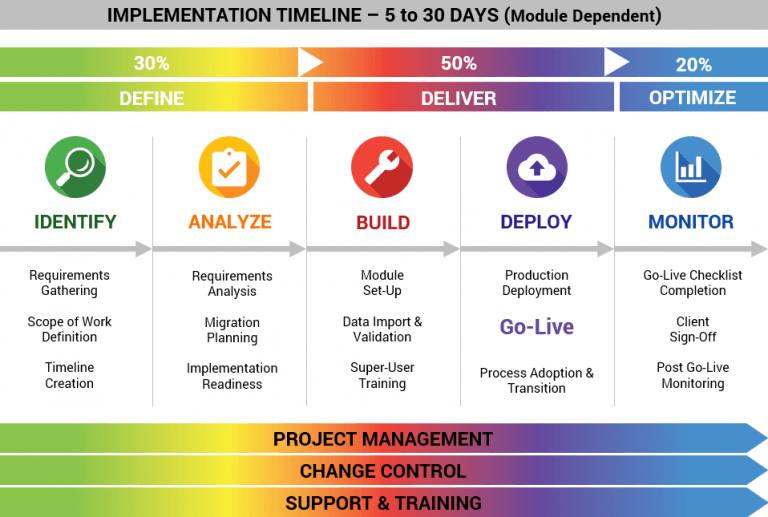 IMPLEMENTATION TIMELINE – 5 to 30 DAYS (Module Dependent)
30%
50%
20%
DEFINE
DELIVER
OPTIMIZE
IDENTIFY
ANALYZE
BUILD
DEPLOY
MONITOR
Requirements
Gathering
Scope of Work
Definition
Timeline
Creation
Requirements
Analysis
Migration
Planning
Implementation
Readiness
Module
Set-Up
Data Import &
Validation
Super-User
Training
Production
Deployment
Go-Live
Process Adoption &
Transition
Go-Live Checklist
Completion
Client
Sign-Off
Post Go-Live
Monitoring
PROJECT MANAGEMENT
CHANGE CONTROL
SUPPORT & TRAINING